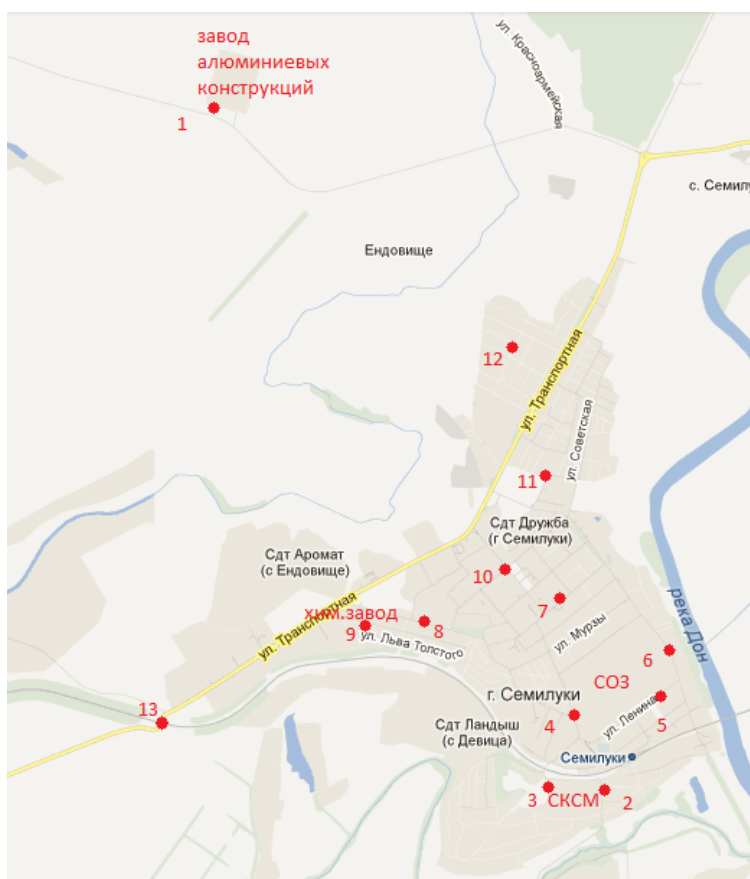 завод
алюминиевых
конструкций
1
ул. Красноармейская
с. Семилу
Ендовище
12
ул. Транспортная
ул. Советская
11
Сдт Дружба
(г Семилуки)
Сдт Аромат
(с Ендовище)
10
7
хим.завод
ул. Транспортная
9
8
ул. Льва Толстого
ул. Мурзы
река Дон
6
СОЗ
г. Семилуки
13
4
ул. Ленина
5
Сдт Ландыш
(с Девица)
Семилуки
3
СКСМ
2